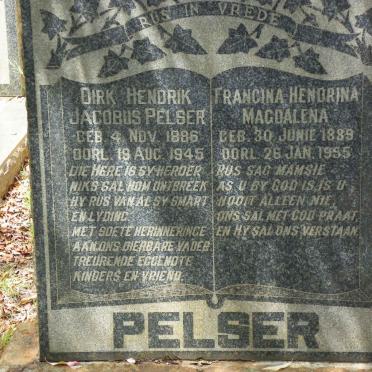 RUS IN VREDE
DIRK HENDRIK
JACOBUS PELSER
GEB. 4 NOV. 1886
OORL. 19 AUG. 1945
DIE HERE IS SY HERDER
NIKS SAL HOM ONTBREEK
HY RUS VAN AL SY SMART
EN LYDING.
MET SOETE HERINNERINGE
AAN ONS DIERBARE VADER
TREURENDE EGGENOTE
KINDERS EN VRIEND.
FRANCINA HENDRINA
MAGDALENA
GEB. 30 JUNIE 1889
OORL. 26 JAN. 1955
RUS SAG MAMSIE
AS U BY GOD IS, IS U
NOOIT ALLEEN NIE,
ONS SAL MET GOD PRAAT
EN HY SAL ONS VERSTAAN.
PELSER